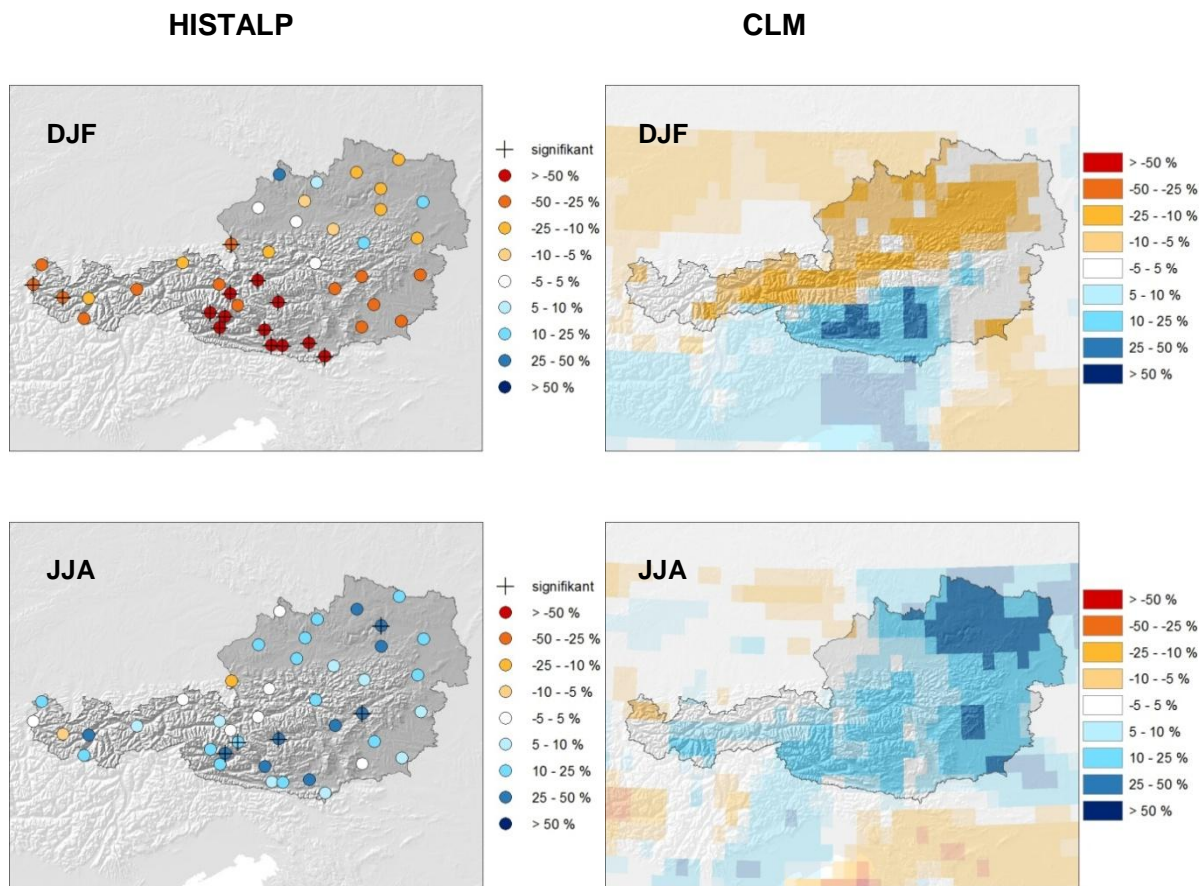 HISTALP
CLM
DJF
signifikant
> -50 %
-50 - -25 %
-25 - -10 %
-10 - -5 %
-5 - 5 %
5 - 10 %
10 - 25 %
25 - 50 %
> 50 %
DJF
> -50 %
-50 - -25 %
-25 - -10 %
-10 - -5 %
-5 - 5 %
5 - 10 %
10 - 25 %
25 - 50 %
> 50 %
JJA
signifikant
> -50 %
-50 - -25 %
-25 - -10 %
-10 - -5 %
-5 - 5 %
5 - 10 %
10 - 25 %
25 - 50 %
> 50 %
JJA
> -50 %
-50 - -25 %
-25 - -10 %
-10 - -5 %
-5 - 5 %
5 - 10 %
10 - 25 %
25 - 50 %
> 50 %